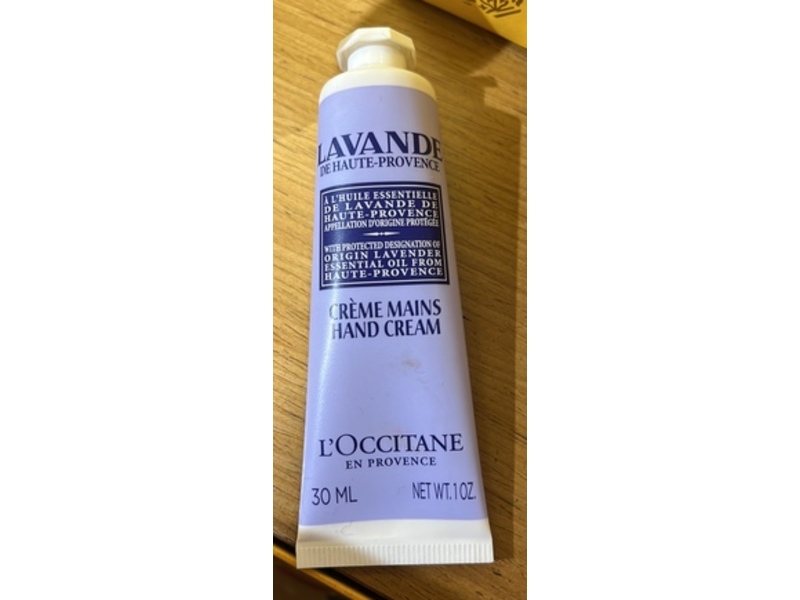 LAVANDE
DE HAUTE-PROVENCE
À L'HUILE ESSENTIELLE
DE LAVANDE DE
HAUTE-PROVENCE
APPELLATION D'ORIGINE PROTÉGÉE
WITH PROTECTED DESIGNATION OF
ORIGIN LAVENDER
ESSENTIAL OIL FROM
HAUTE-PROVENCE
CRÈME MAINS
HAND CREAM
L'OCCITANE
EN PROVENCE
30 ML NET WT. 1 OZ.